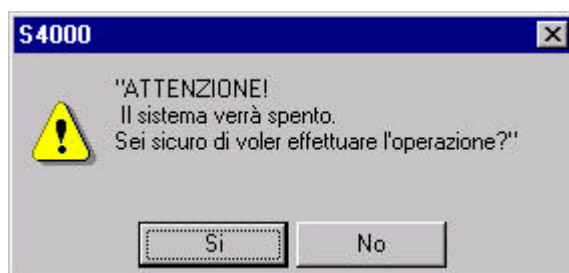 S4000
"ATTENZIONE!
Il sistema verrà spento.
Sei sicuro di voler effettuare l'operazione?"
Si
No